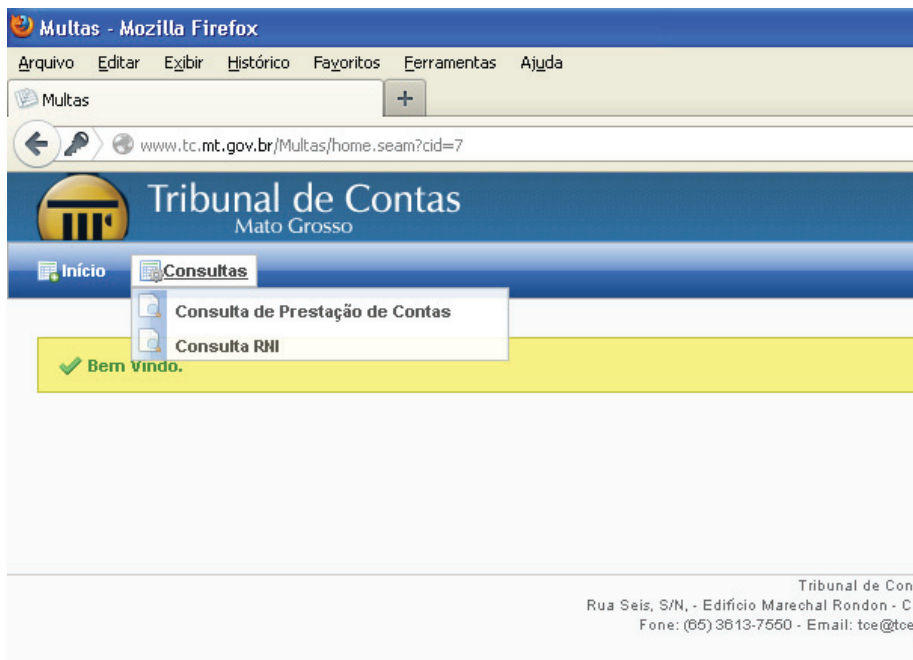 Multas - Mozilla Firefox
Arquivo Editar Exibir Histórico Favoritos Ferramentas Ajuda
Multas
www.tc.mt.gov.br/Multas/home.seam?cid=7
Tribunal de Contas
Mato Grosso
Início Consultas
Consulta de Prestação de Contas
Consulta RNI
Bem Vindo.
Tribunal de Con
Rua Seis, S/N, - Edifício Marechal Rondon - C
Fone: (65) 3613-7550 - Email: tce@tce